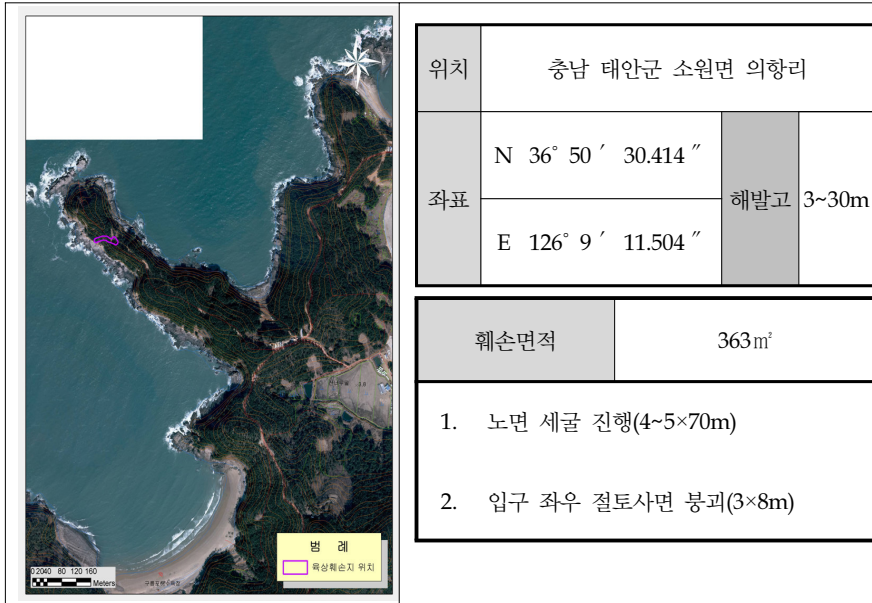 위치
충남 태안군 소원면 의항리
좌표
N 36° 50′ 30.414″
E 126° 9′ 11.504″
해발고
3~30m
훼손면적
363㎡
1. 노면 세굴 진행(4~5×70m)
2. 입구 좌우 절토사면 붕괴(3×8m)
범 례
육상훼손지 위치
0 2040 80 120 160
Meters